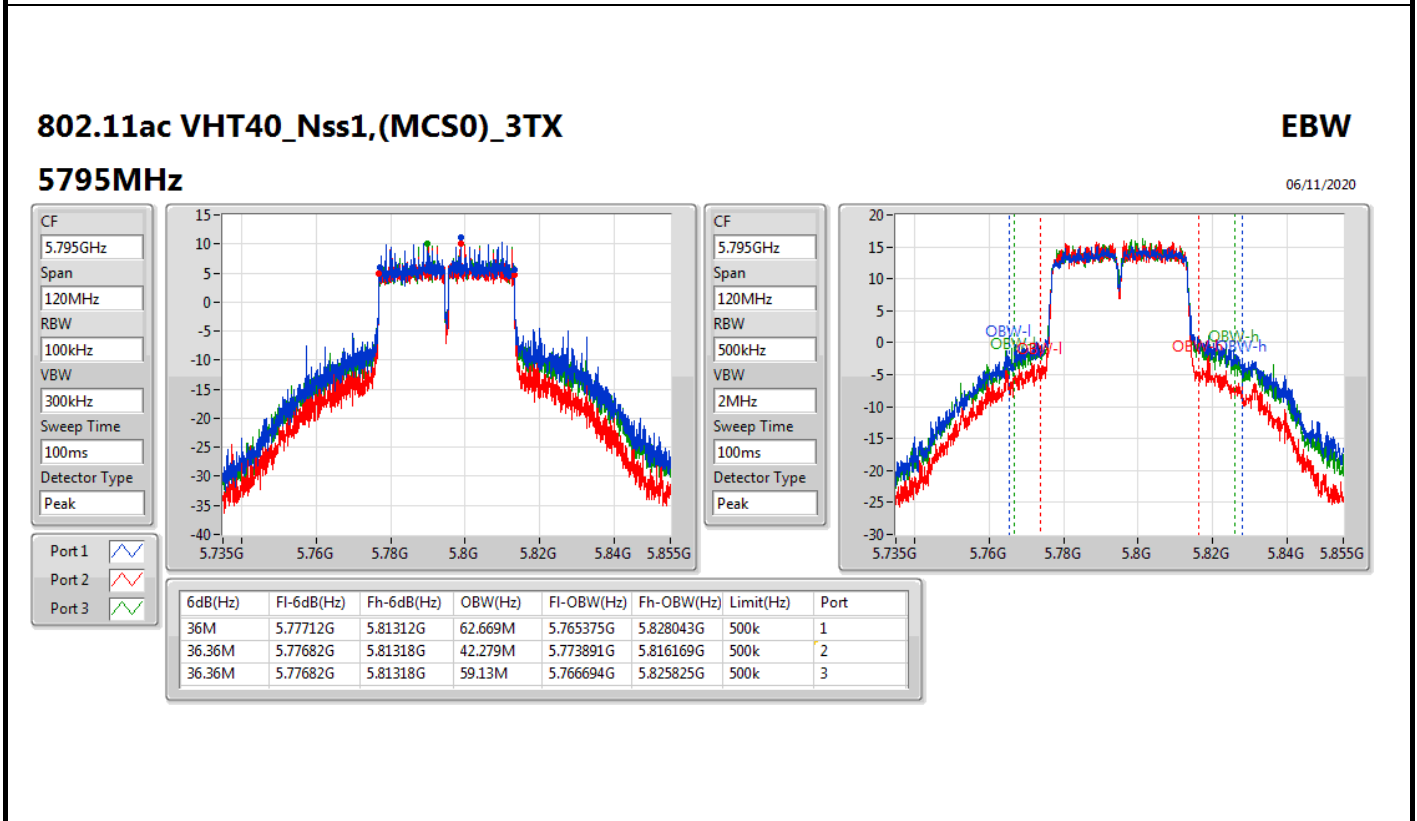 802.11ac VHT40_Nss1,(MCS0)_3TX
EBW
5795MHz
06/11/2020
CF
5.795GHz
Span
120MHz
RBW
100kHz
VBW
300kHz
Sweep Time
100ms
Detector Type
Peak
15
10
5
0
-5
-10
-15
-20
-25
-30
-35
-40
5.735G 5.76G 5.78G 5.8G 5.82G 5.84G 5.855G
CF
5.795GHz
Span
120MHz
RBW
500kHz
VBW
2MHz
Sweep Time
100ms
Detector Type
Peak
20
15
10
5
0
-5
-10
-15
-20
-25
-30
OBW-l
OBW-h
OBW-h
5.735G 5.76G 5.78G 5.8G 5.82G 5.84G 5.855G
Port 1
Port 2
Port 3
6dB(Hz) Fl-6dB(Hz) Fh-6dB(Hz) OBW(Hz) Fl-OBW(Hz) Fh-OBW(Hz) Limit(Hz) Port
36M 5.77712G 5.81312G 62.669M 5.765375G 5.828043G 500k 1
36.36M 5.77682G 5.81318G 42.279M 5.773891G 5.816169G 500k 2
36.36M 5.77682G 5.81318G 59.13M 5.766694G 5.825825G 500k 3